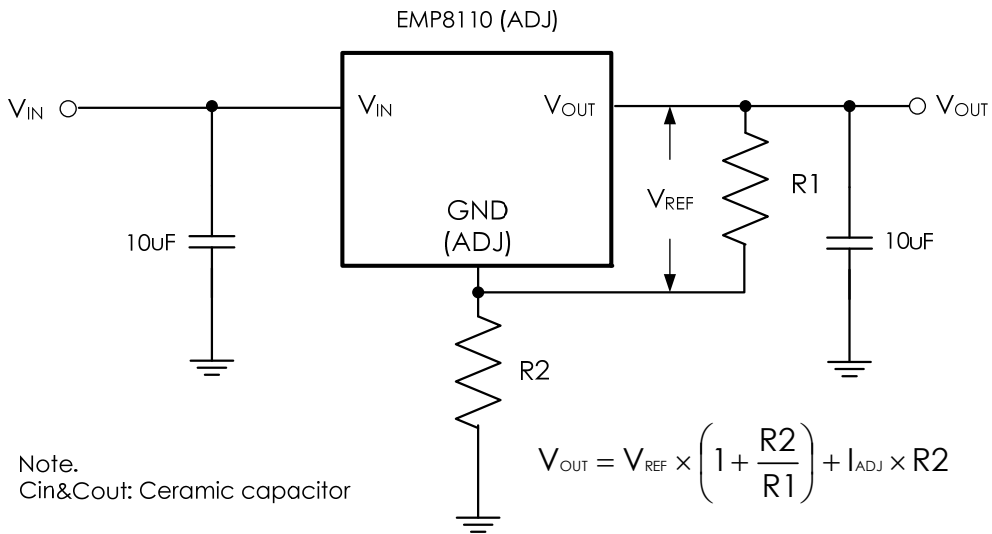 EMP8110 (ADJ)
VIN
VIN
VOUT
VOUT
VREF
R1
GND
(ADJ)
10uF
10uF
R2
VOUT = VREF × (1 + R2/R1) + IADJ × R2
Note.
Cin&Cout: Ceramic capacitor